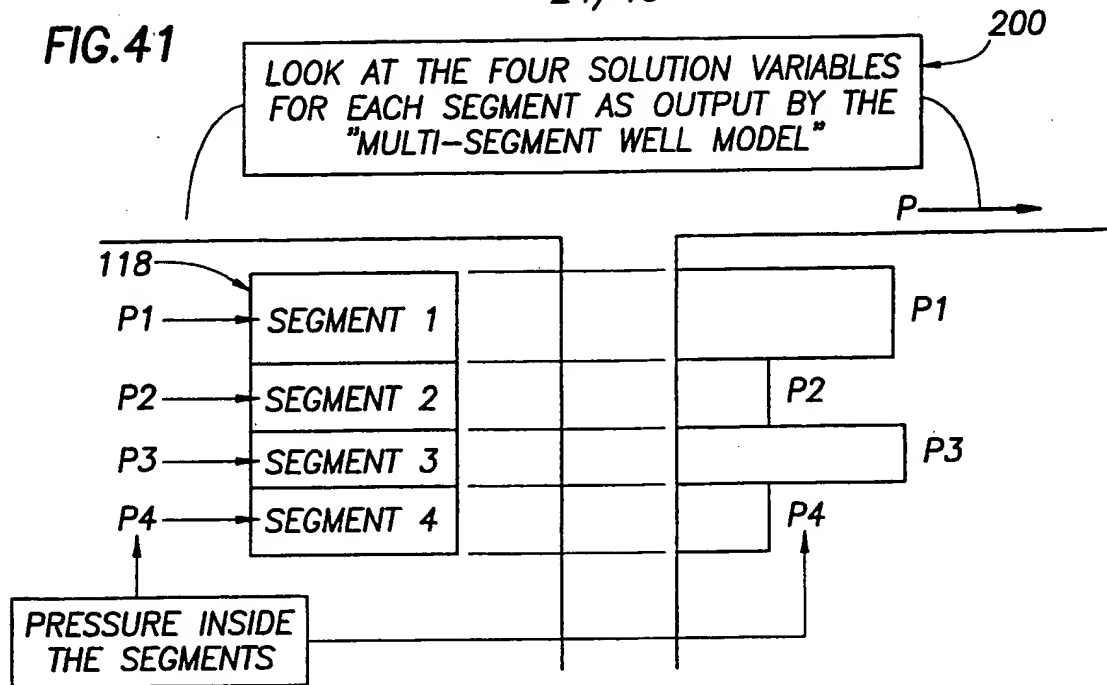 FIG.41
200
LOOK AT THE FOUR SOLUTION VARIABLES
FOR EACH SEGMENT AS OUTPUT BY THE
"MULTI-SEGMENT WELL MODEL"
P
118
P1
SEGMENT 1
P1
P2
SEGMENT 2
P2
P3
SEGMENT 3
P3
P4
SEGMENT 4
P4
PRESSURE INSIDE
THE SEGMENTS